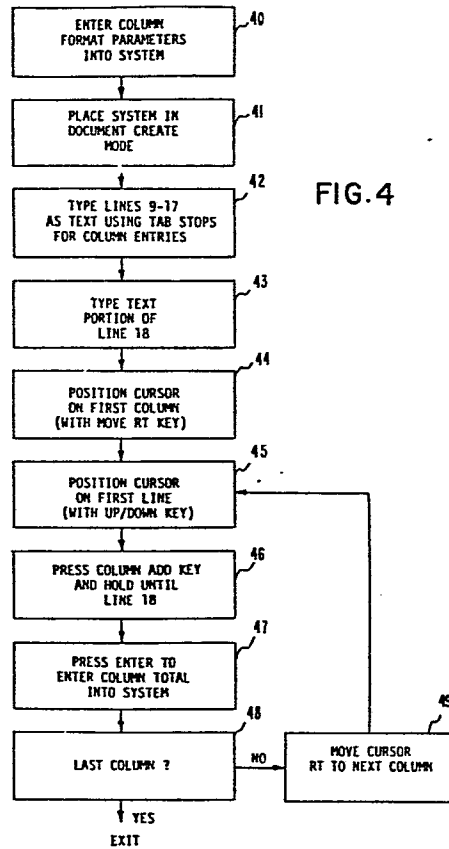 40
ENTER COLUMN
FORMAT PARAMETERS
INTO SYSTEM
41
PLACE SYSTEM IN
DOCUMENT CREATE
MODE
42
TYPE LINES 9-17
AS TEXT USING TAB STOPS
FOR COLUMN ENTRIES
FIG.4
43
TYPE TEXT
PORTION OF
LINE 18
44
POSITION CURSOR
ON FIRST COLUMN
(WITH MOVE RT KEY)
45
POSITION CURSOR
ON FIRST LINE
(WITH UP/DOWN KEY)
46
PRESS COLUMN ADD KEY
AND HOLD UNTIL
LINE 18
47
PRESS ENTER TO
ENTER COLUMN TOTAL
INTO SYSTEM
48
LAST COLUMN ?
NO
49
MOVE CURSOR
RT TO NEXT COLUMN
YES
EXIT